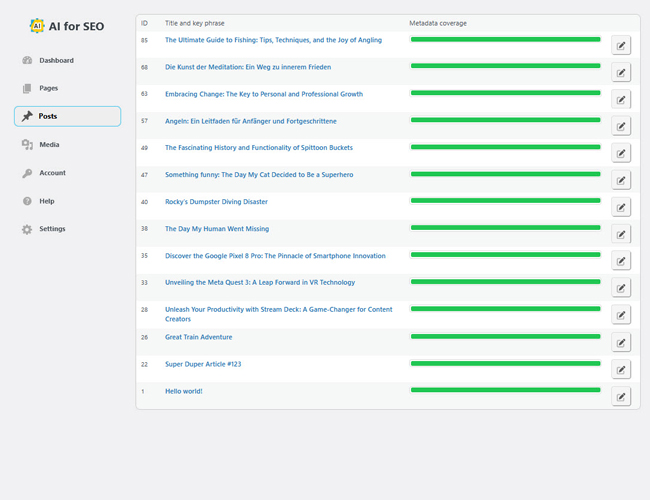 AI AI for SEO
Dashboard
Pages
Posts
Media
Account
Help
Settings
ID Title and key phrase Metadata coverage
85 The Ultimate Guide to Fishing: Tips, Techniques, and the Joy of Angling
68 Die Kunst der Meditation: Ein Weg zu innerem Frieden
63 Embracing Change: The Key to Personal and Professional Growth
57 Angeln: Ein Leitfaden für Anfänger und Fortgeschrittene
49 The Fascinating History and Functionality of Spittoon Buckets
47 Something funny: The Day My Cat Decided to Be a Superhero
40 Rocky's Dumpster Diving Disaster
38 The Day My Human Went Missing
35 Discover the Google Pixel 8 Pro: The Pinnacle of Smartphone Innovation
33 Unveiling the Meta Quest 3: A Leap Forward in VR Technology
28 Unleash Your Productivity with Stream Deck: A Game-Changer for Content
Creators
26 Great Train Adventure
22 Super Duper Article #123
1 Hello world!